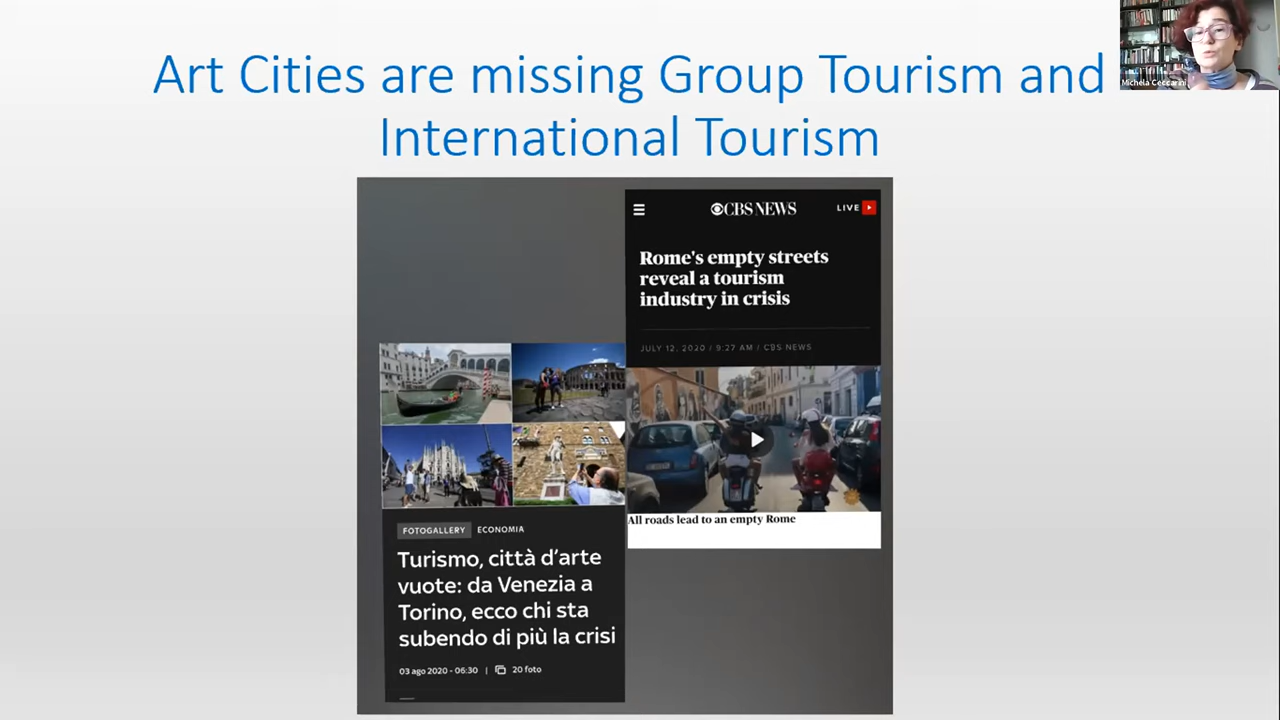 Art Cities are missing Group Tourism and
International Tourism
Michela Ceccarini
CBS NEWS
LIVE
Rome's empty streets
reveal a tourism
industry in crisis
JULY 12, 2020 / 9:27 AM / CBS NEWS
All roads lead to an empty Rome
FOTOGALLERY ECONOMIA
Turismo, città d'arte
vuote: da Venezia a
Torino, ecco chi sta
subendo di più la crisi
03 ago 2020 - 06:30 | 20 foto